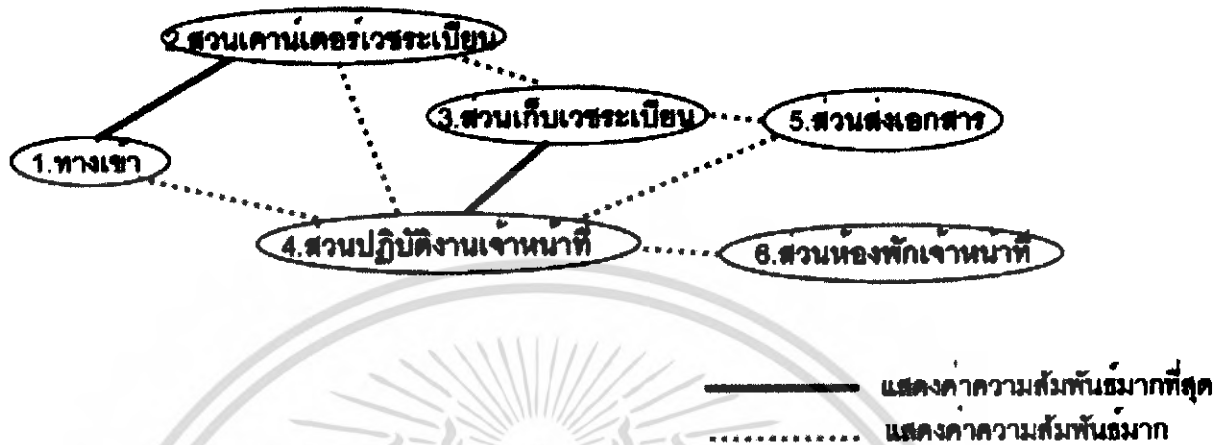 2.ส่วนเคาน์เตอร์เวชระเบียน
3.ส่วนเก็บเวชระเบียน
5.ส่วนส่งเอกสาร
1.ทางเข้า
4.ส่วนปฏิบัติงานเจ้าหน้าที่
6.ส่วนห้องพักเจ้าหน้าที่
แสดงค่าความสัมพันธ์มากที่สุด
แสดงค่าความสัมพันธ์มาก